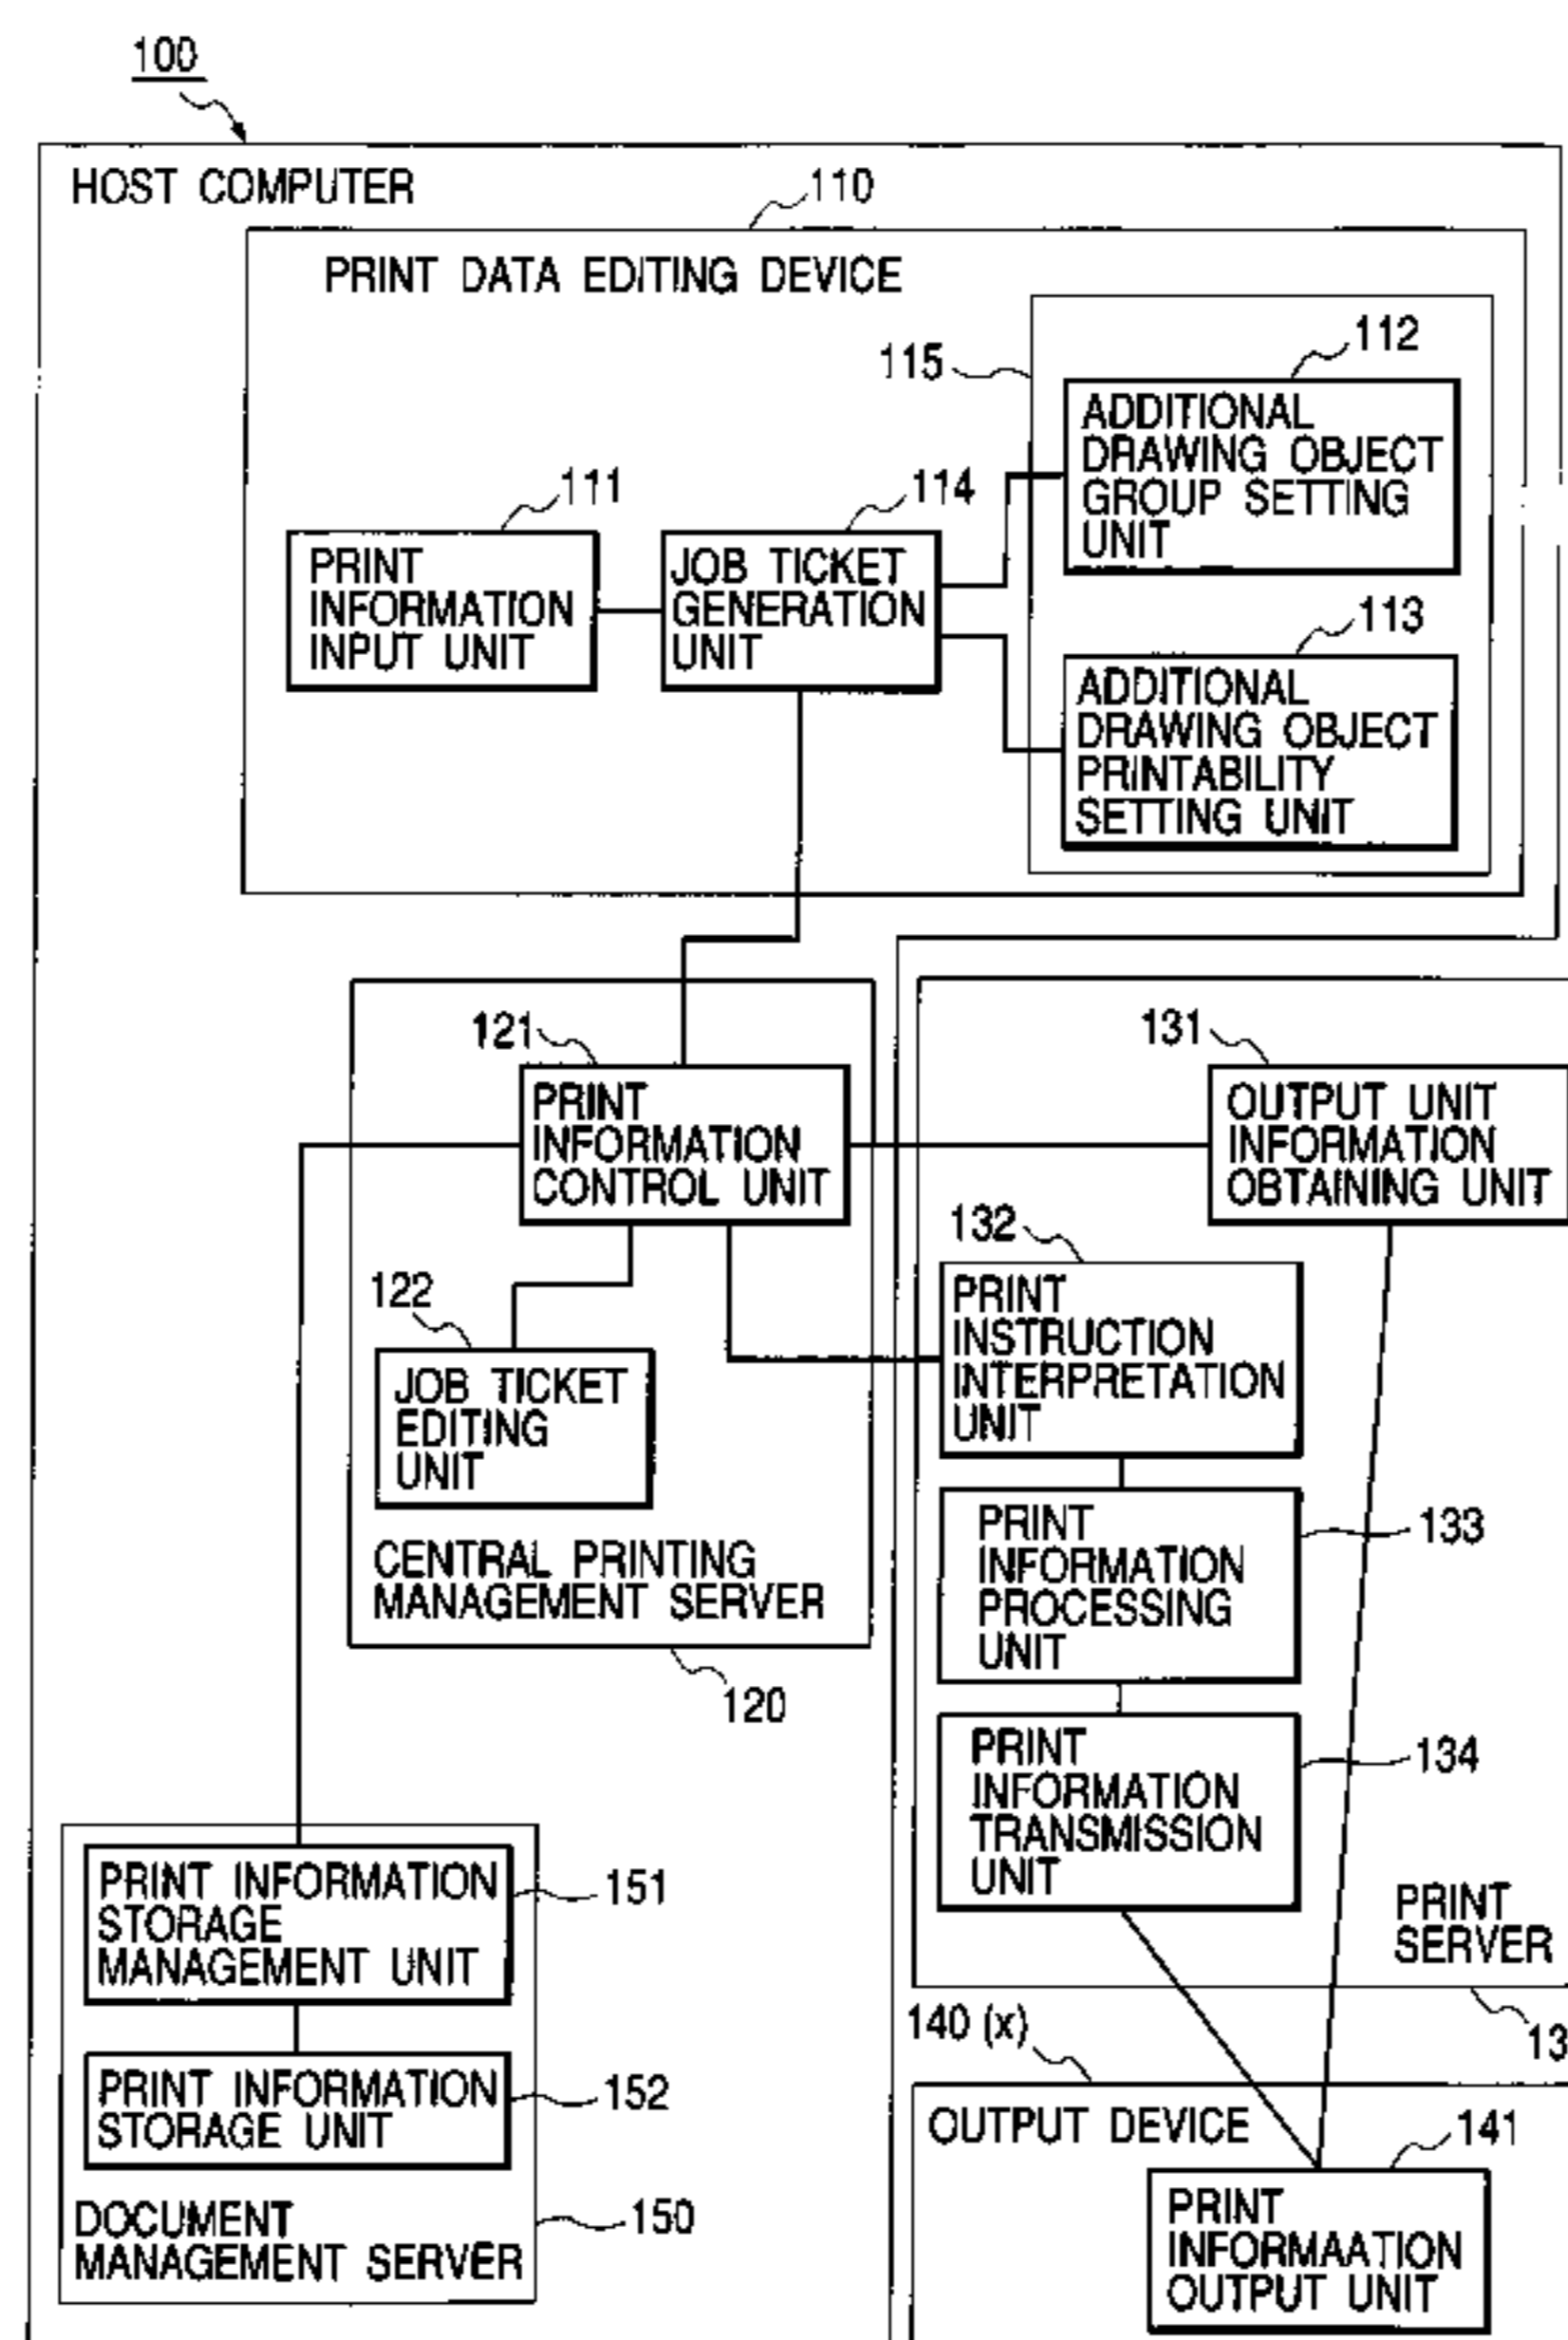 100
HOST COMPUTER
110
PRINT DATA EDITING DEVICE
115
112
ADDITIONAL
DRAWING OBJECT
GROUP SETTING
UNIT
111
PRINT
INFORMATION
INPUT UNIT
114
JOB TICKET
GENERATION
UNIT
113
ADDITIONAL
DRAWING OBJECT
PRINTABILITY
SETTING UNIT
121
PRINT
INFORMATION
CONTROL UNIT
131
OUTPUT UNIT
INFORMATION
OBTAINING UNIT
122
JOB TICKET
EDITING
UNIT
CENTRAL PRINTING
MANAGEMENT SERVER
120
132
PRINT
INSTRUCTION
INTERPRETATION
UNIT
PRINT
INFORMATION
PROCESSING
UNIT
133
PRINT
INFORMATION
TRANSMISSION
UNIT
134
PRINT
SERVER
13
PRINT INFORMATION
STORAGE
MANAGEMENT UNIT
151
PRINT INFORMATION
STORAGE UNIT
152
DOCUMENT
MANAGEMENT SERVER
150
140 (x)
OUTPUT DEVICE
141
PRINT
INFORMAATION
OUTPUT UNIT